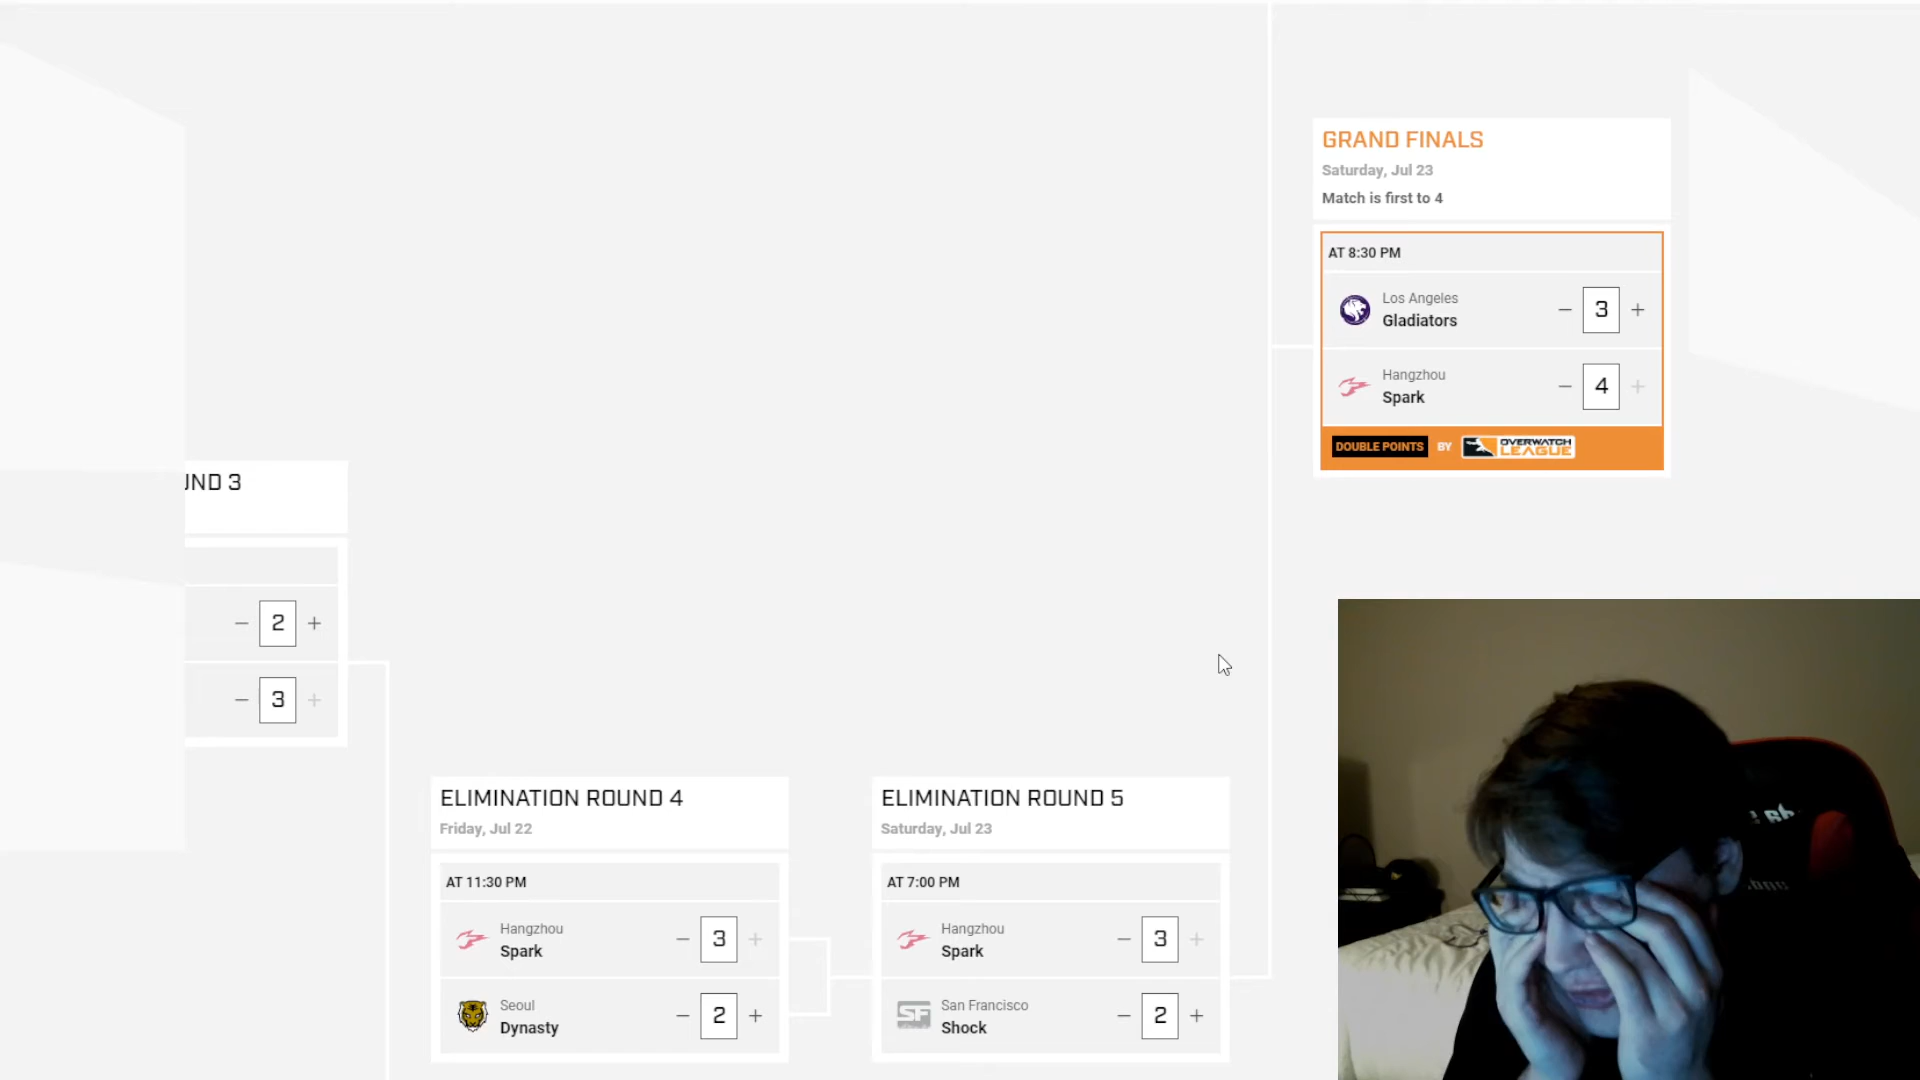 GRAND FINALS
Saturday, Jul 23
Match is first to 4
AT 8:30 PM
Los Angeles
Gladiators
− 3 +
Hangzhou
Spark
− 4 +
DOUBLE POINTS BY OVERWATCH LEAGUE
UND 3
− 2 +
− 3 +
ELIMINATION ROUND 4
Friday, Jul 22
AT 11:30 PM
Hangzhou
Spark
− 3 +
Seoul
Dynasty
− 2 +
ELIMINATION ROUND 5
Saturday, Jul 23
AT 7:00 PM
Hangzhou
Spark
− 3 +
SF
San Francisco
Shock
− 2 +